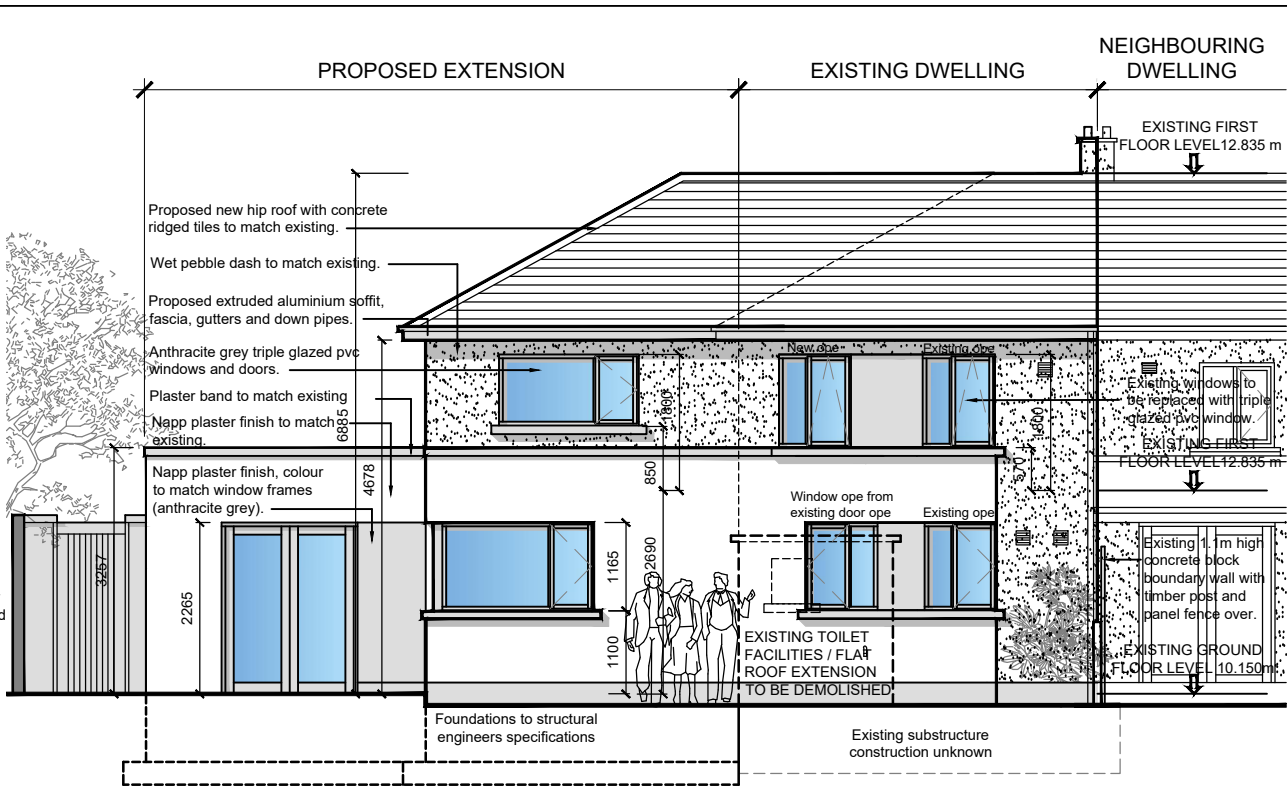 PROPOSED EXTENSION
EXISTING DWELLING
NEIGHBOURING
DWELLING
EXISTING FIRST
FLOOR LEVEL12.835 m
Proposed new hip roof with concrete
ridged tiles to match existing.
Wet pebble dash to match existing.
Proposed extruded aluminium soffit,
fascia, gutters and down pipes.
Anthracite grey triple glazed pvc
windows and doors.
Plaster band to match existing
Napp plaster finish to match
existing.
Napp plaster finish, colour
to match window frames
(anthracite grey).
New ope
Existing ope
Existing windows to
be replaced with triple
glazed pvc window.
EXISTING FIRST
FLOOR LEVEL12.835 m
6885
4678
3257
2265
1800
850
2690
1165
1100
1800
570
Window ope from
existing door ope
Existing ope
Existing 1.1m high
concrete block
boundary wall with
timber post and
panel fence over.
EXISTING TOILET
FACILITIES / FLAT
ROOF EXTENSION
TO BE DEMOLISHED
EXISTING GROUND
FLOOR LEVEL 10.150m
Foundations to structural
engineers specifications
Existing substructure
construction unknown